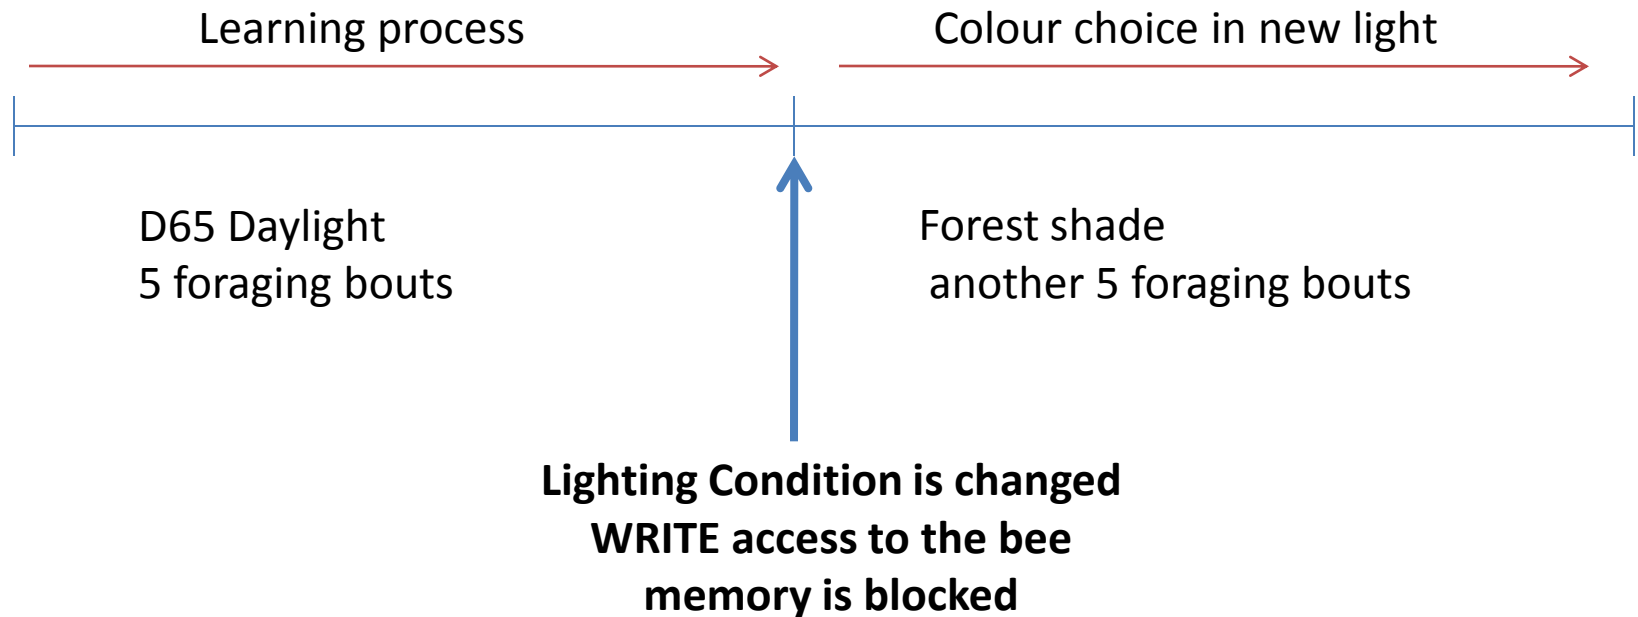 Learning process
Colour choice in new light
D65 Daylight
5 foraging bouts
Forest shade
another 5 foraging bouts
Lighting Condition is changed
WRITE access to the bee
memory is blocked